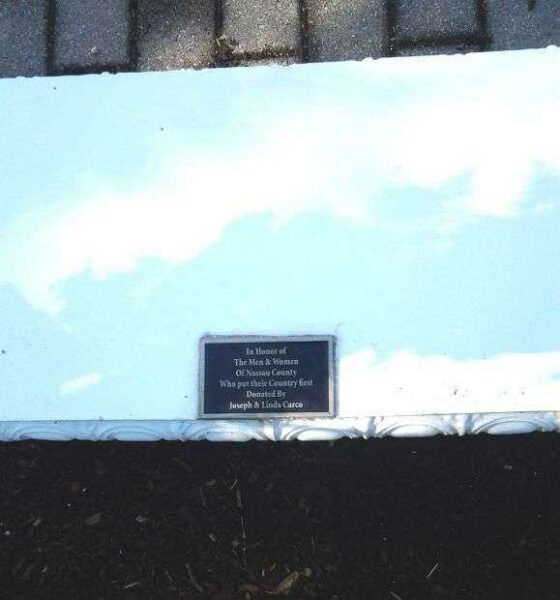 In Honor of
The Men & Women
Of Nassau County
Who put their Country first
Donated By
Joseph & Linda Carco